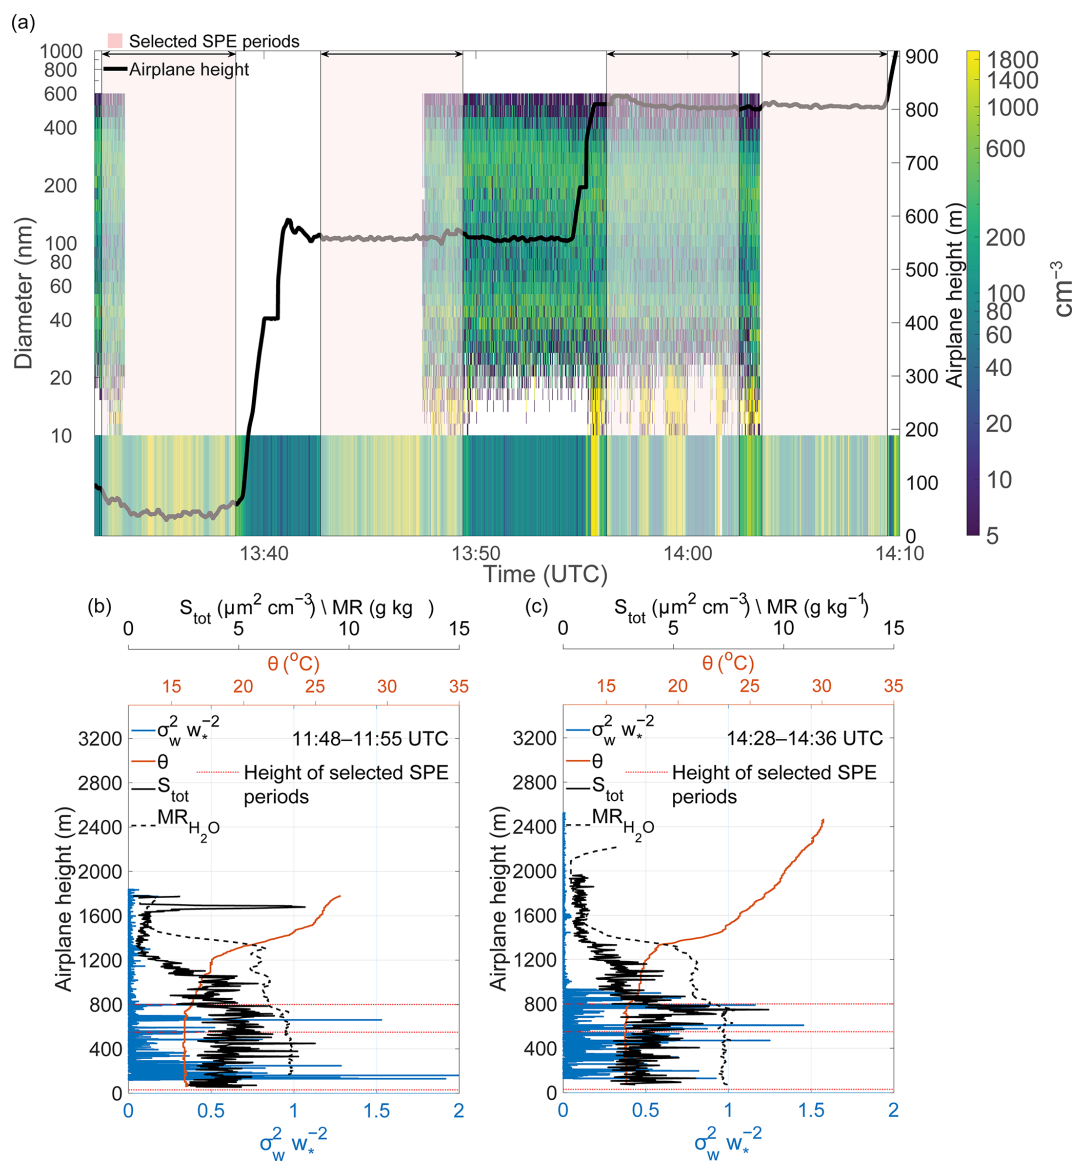 (a)
Selected SPE periods
Airplane height
1000
800
600
400
200
100
80
60
40
20
10
Diameter (nm)
900
800
700
600
500
400
300
200
100
0
Airplane height (m)
1800
1000
600
200
100
80
60
40
20
10
5
cm⁻³
13:40
13:50
14:00
14:10
Time (UTC)
(b)
S_tot (μm² cm⁻³) \ MR (g kg )
0
5
10
15
θ (°C)
15
20
25
30
35
σ_w² w_*⁻²
11:48–11:55 UTC
θ
Height of selected SPE
periods
S_tot
MR_H₂O
3200
2800
2400
2000
1600
1200
800
400
0
Airplane height (m)
0
0.5
1
1.5
2
σ_w² w_*⁻²
(c)
S_tot (μm² cm⁻³) \ MR (g kg⁻¹)
0
5
10
15
θ (°C)
15
20
25
30
35
σ_w² w_*⁻²
14:28–14:36 UTC
θ
Height of selected SPE
periods
S_tot
MR_H₂O
3200
2800
2400
2000
1600
1200
800
400
0
Airplane height (m)
0
0.5
1
1.5
2
σ_w² w_*⁻²